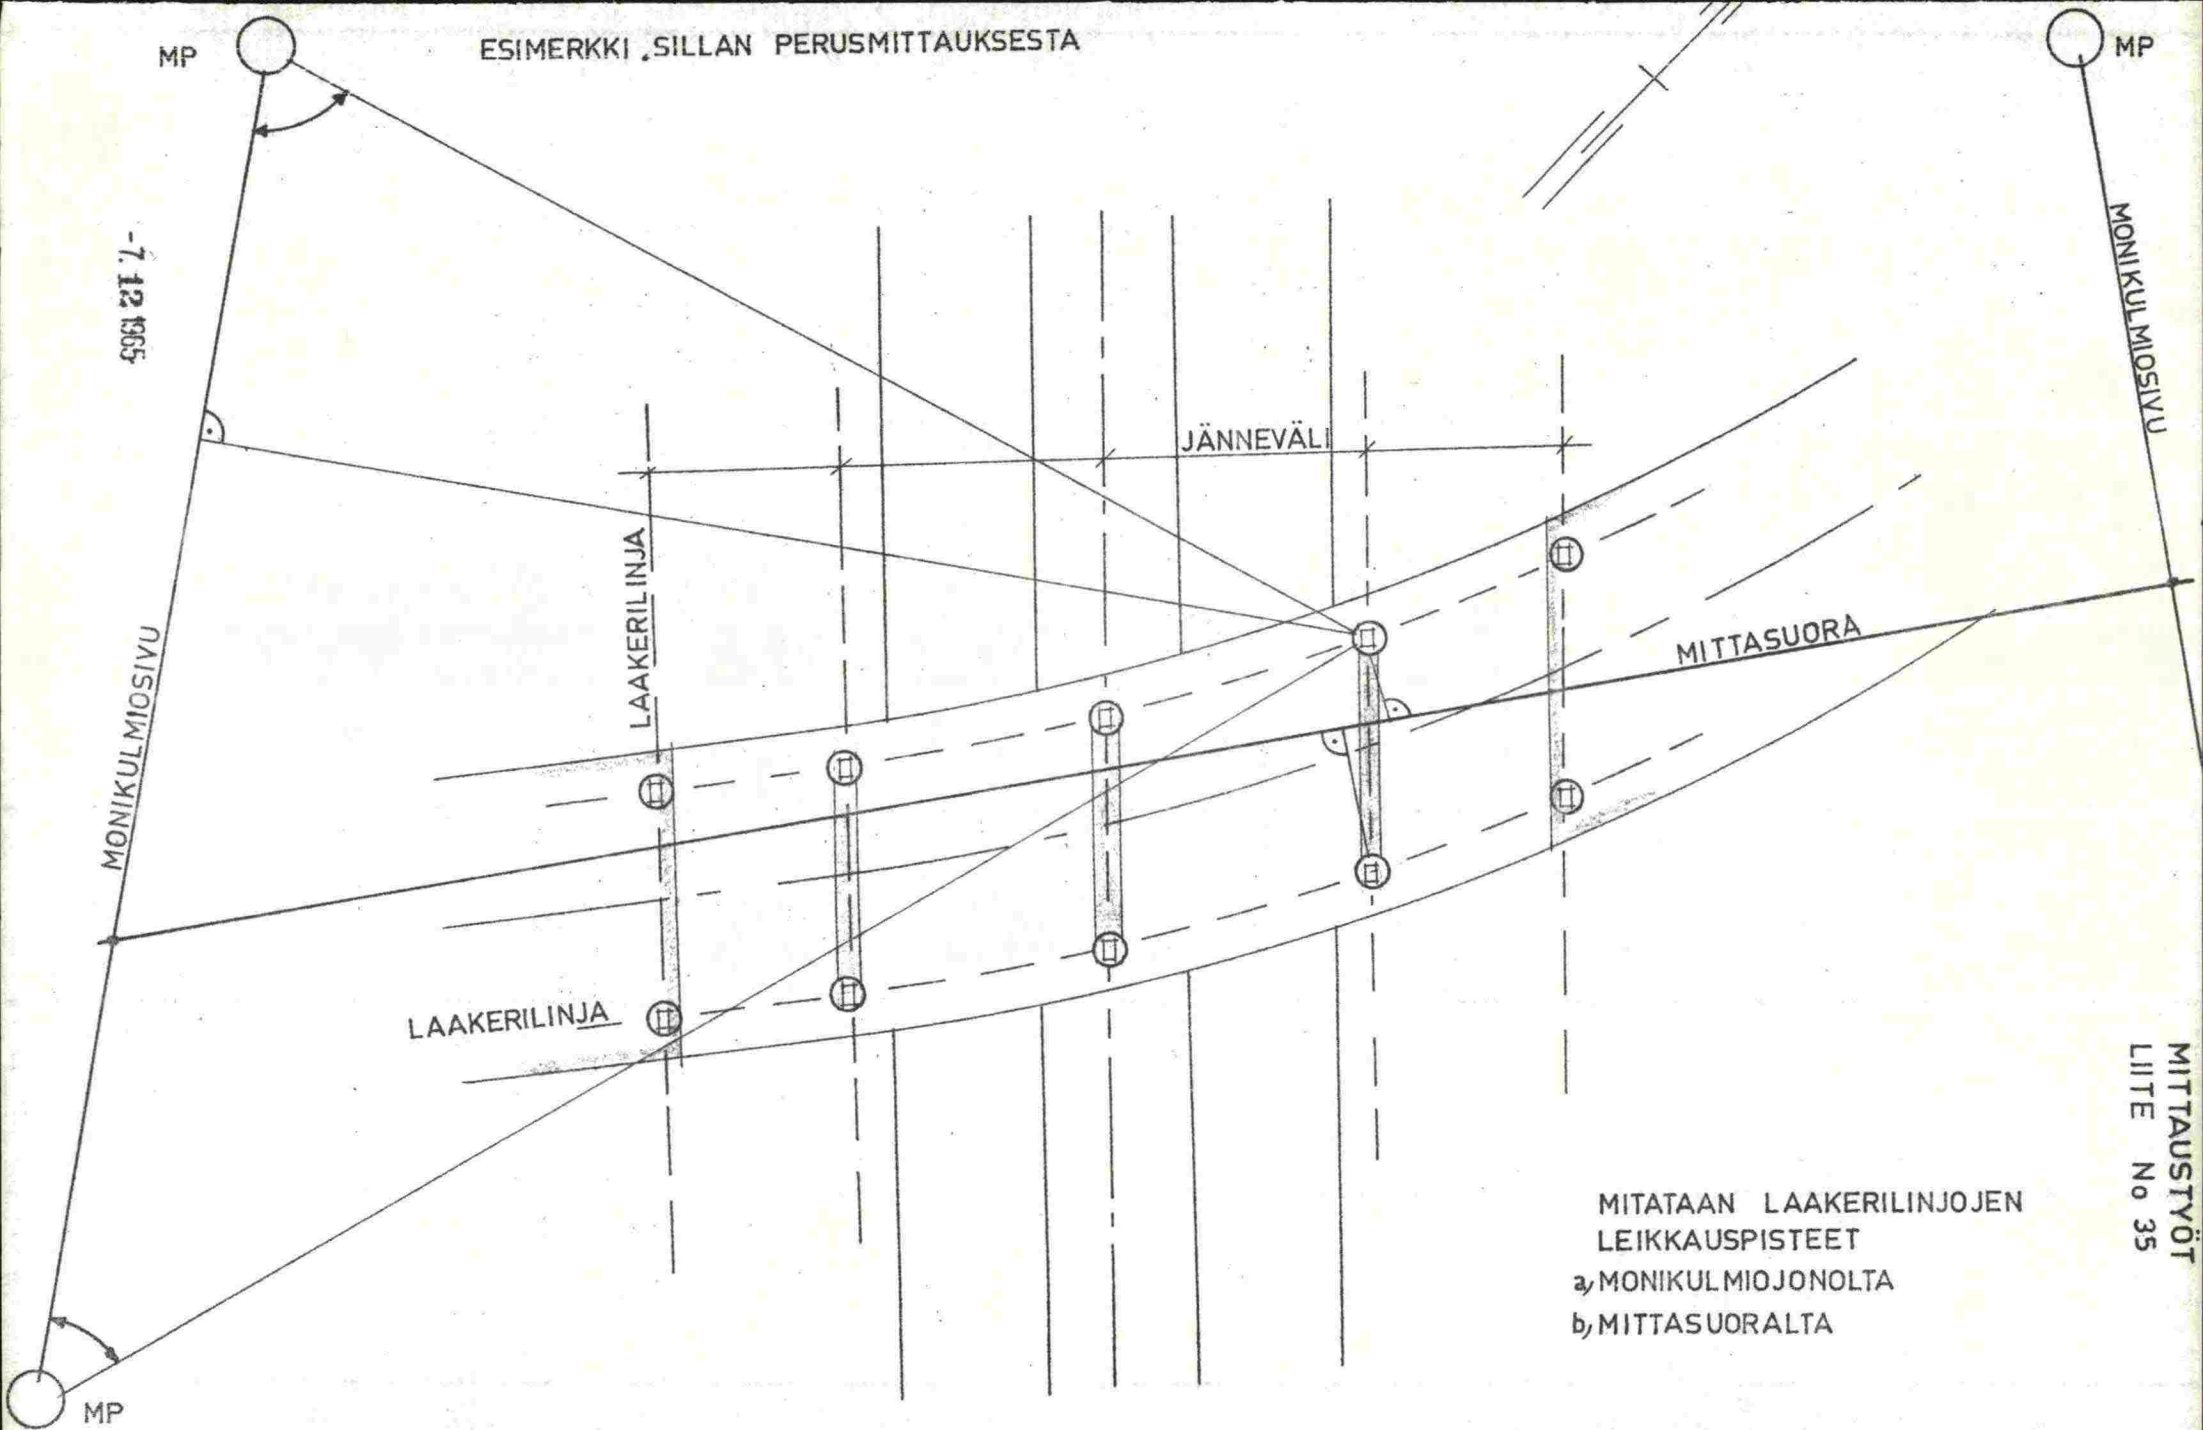 MP
ESIMERKKI SILLAN PERUSMITTAUKSESTA
MP
-7. 12 1965
MONIKULMIOSIVU
JÄNNEVÄLI
LAAKERILINJA
MITTASUORA
MONIKULMIOSIVU
LAAKERILINJA
MITTAUSTYÖT
LIITE No 35
MITATAAN LAAKERILINJOJEN
LEIKKAUSPISTEET
a, MONIKULMIOJONOLTA
b, MITTASUORALTA
MP